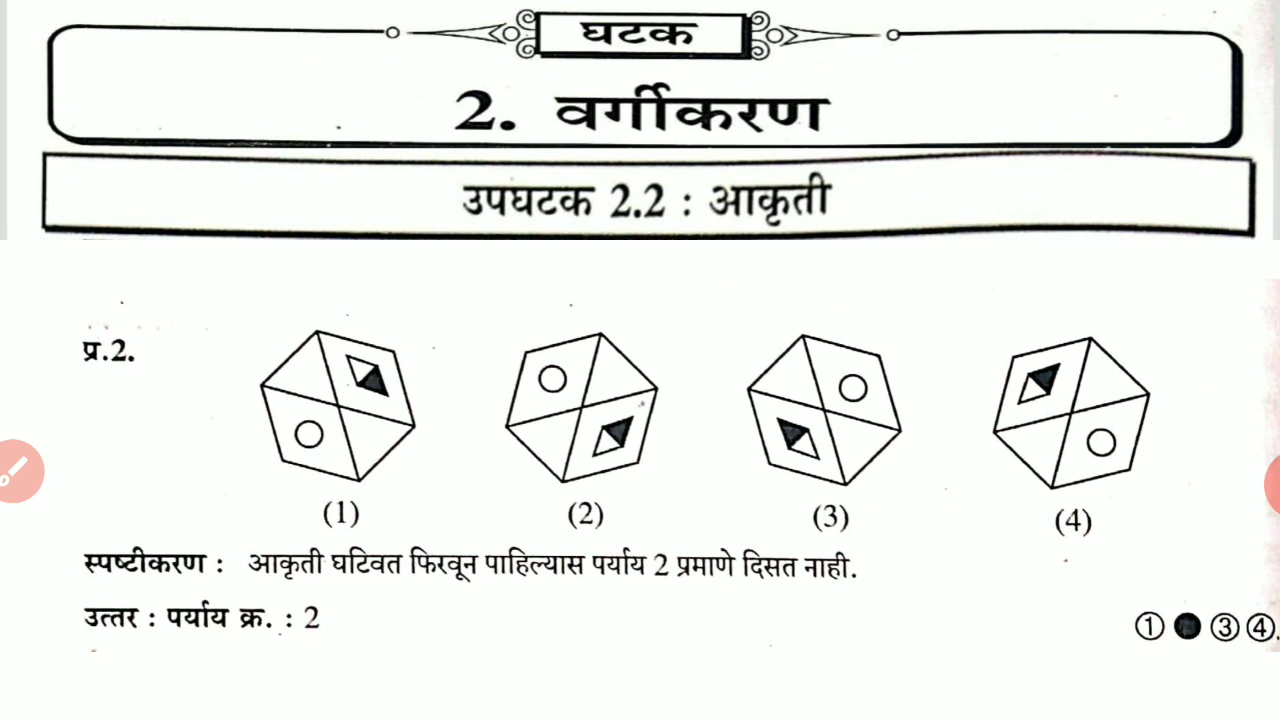 घटक
2. वर्गीकरण
उपघटक 2.2 : आकृती
प्र.2.
(1) (2) (3) (4)
स्पष्टीकरण : आकृती घटिवत फिरवून पाहिल्यास पर्याय 2 प्रमाणे दिसत नाही.
उत्तर : पर्याय क्र. : 2
① ● ③ ④.